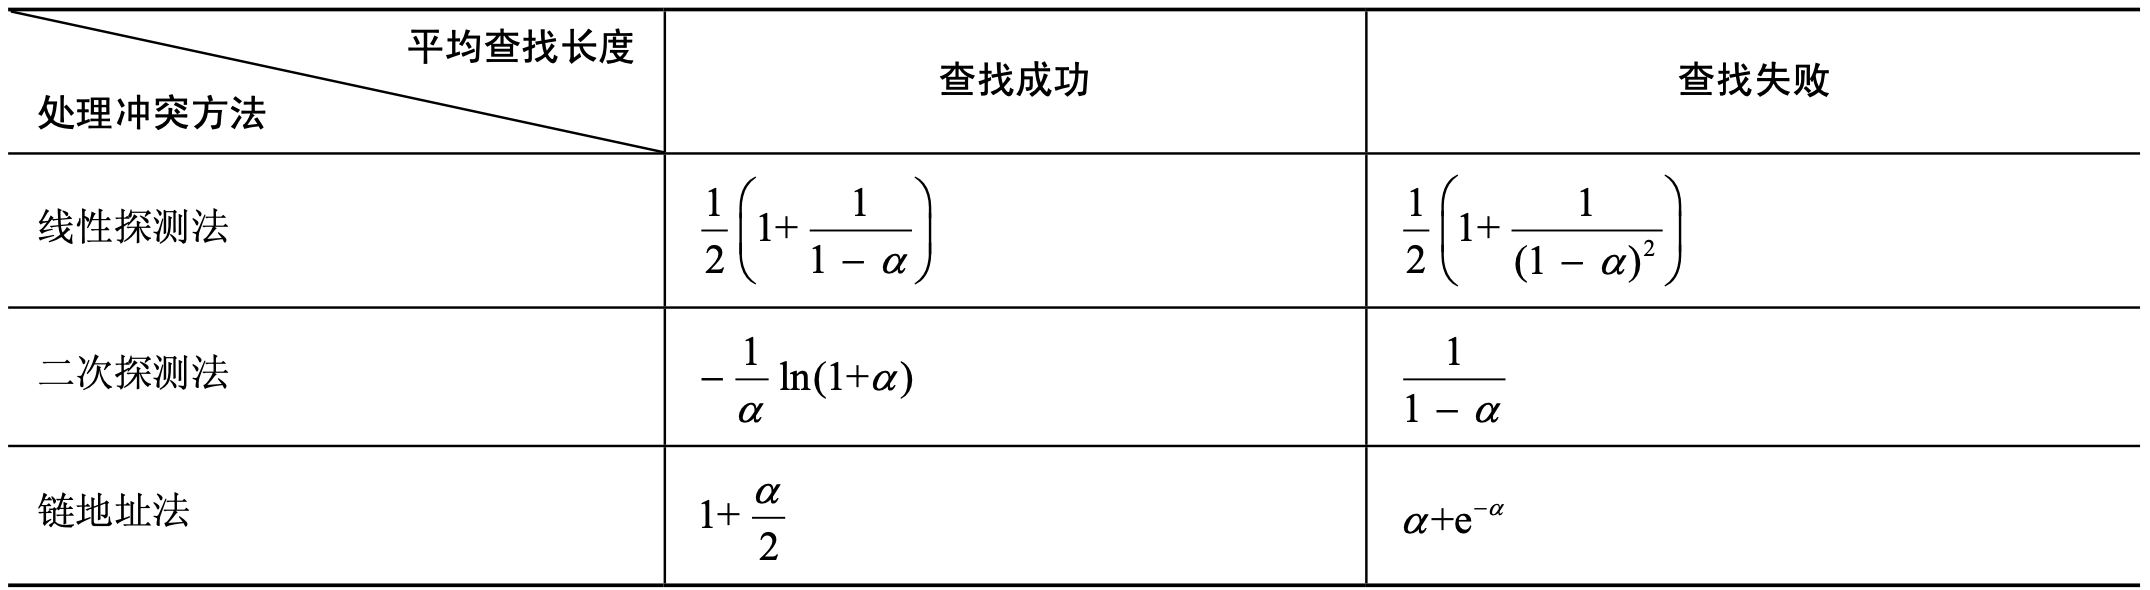 平均查找长度
处理冲突方法
查找成功
查找失败
线性探测法
\frac{1}{2}\left(1+\frac{1}{1-\alpha}\right)
\frac{1}{2}\left(1+\frac{1}{(1-\alpha)^2}\right)
二次探测法
-\frac{1}{\alpha}\ln(1+\alpha)
\frac{1}{1-\alpha}
链地址法
1+\frac{\alpha}{2}
\alpha+e^{-\alpha}